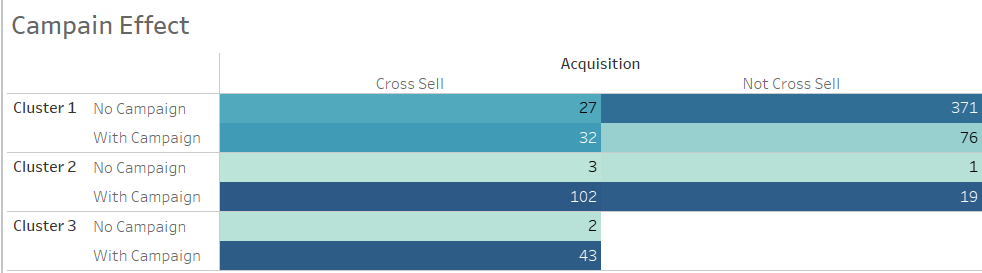 Campain Effect
Acquisition
Cross Sell Not Cross Sell
Cluster 1 No Campaign 27 371
With Campaign 32 76
Cluster 2 No Campaign 3 1
With Campaign 102 19
Cluster 3 No Campaign 2
With Campaign 43